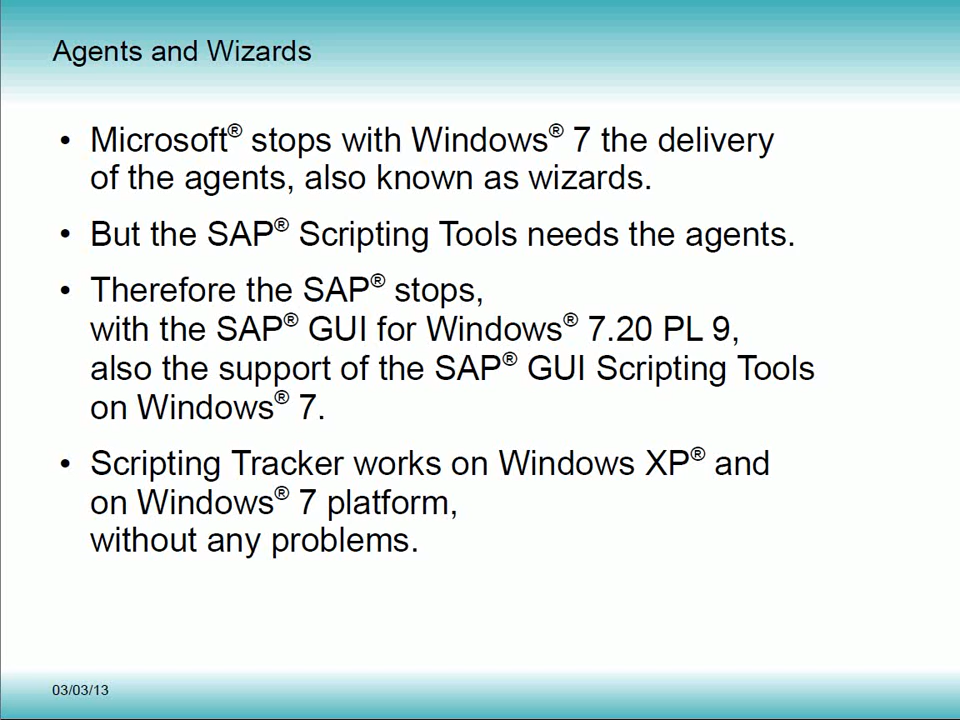 Agents and Wizards
• Microsoft® stops with Windows® 7 the delivery
of the agents, also known as wizards.
• But the SAP® Scripting Tools needs the agents.
• Therefore the SAP® stops,
with the SAP® GUI for Windows® 7.20 PL 9,
also the support of the SAP® GUI Scripting Tools
on Windows® 7.
• Scripting Tracker works on Windows XP® and
on Windows® 7 platform,
without any problems.
03/03/13